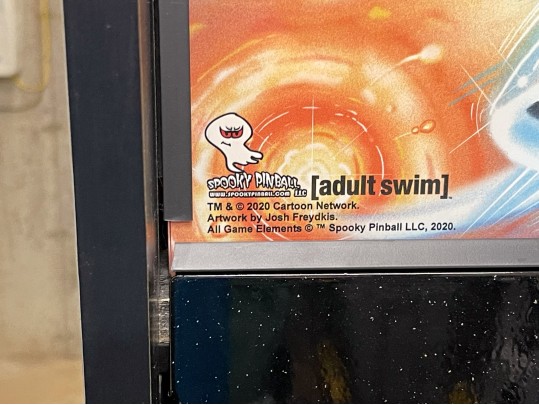 SPOOKY PINBALL LLC
WWW.SPOOKYPINBALL.COM
[adult swim]™
TM & © 2020 Cartoon Network.
Artwork by Josh Freydkis.
All Game Elements © ™ Spooky Pinball LLC, 2020.